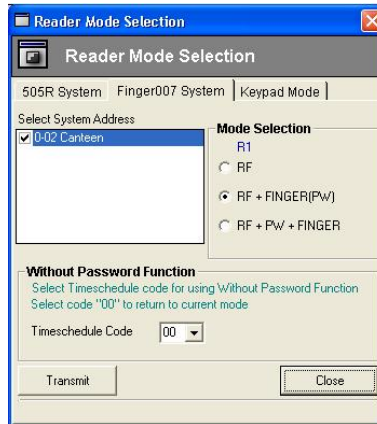 Reader Mode Selection
Reader Mode Selection
505R System Finger007 System Keypad Mode
Select System Address
0-02 Canteen
Mode Selection
R1
RF
RF + FINGER(PW)
RF + PW + FINGER
Without Password Function
Select Timeschedule code for using Without Password Function
Select code "00" to return to current mode
Timeschedule Code 00
Transmit Close